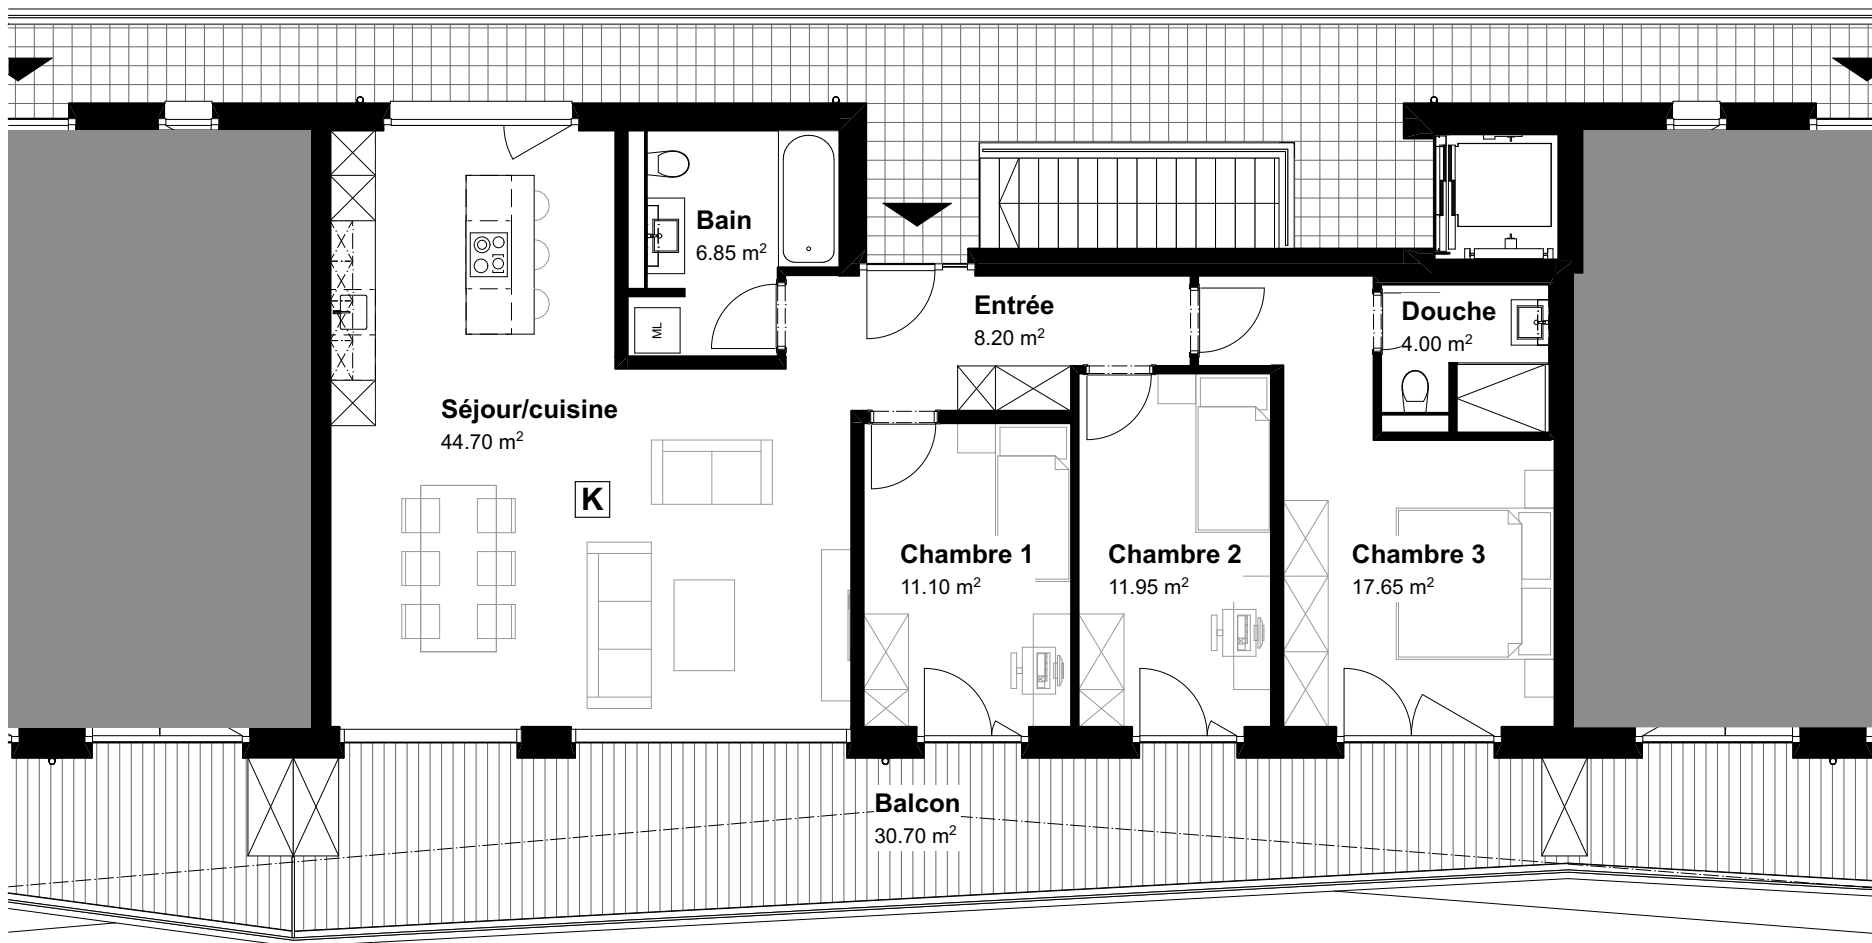 Bain
6.85 m²
ML
Entrée
8.20 m²
Douche
4.00 m²
Séjour/cuisine
44.70 m²
K
Chambre 1
11.10 m²
Chambre 2
11.95 m²
Chambre 3
17.65 m²
Balcon
30.70 m²